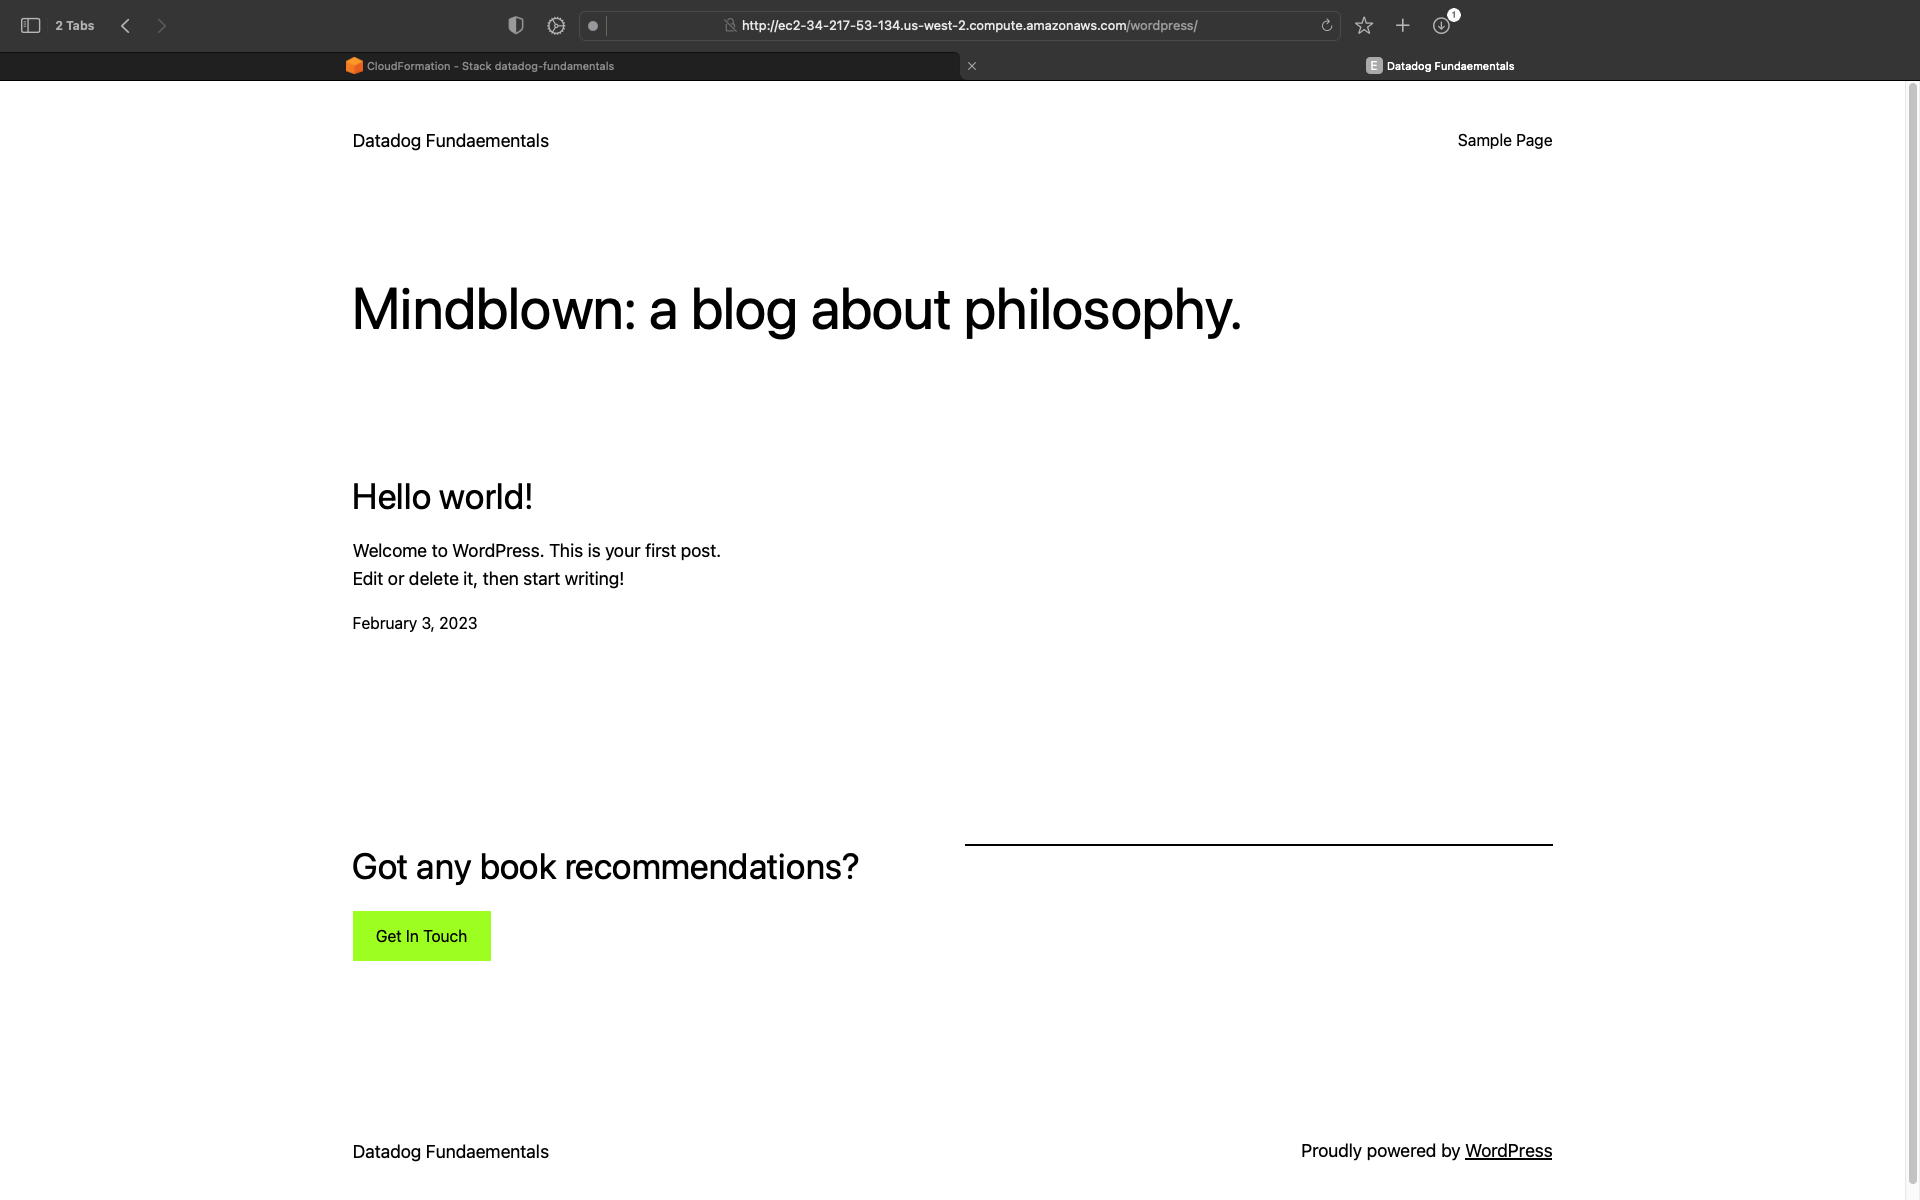 2 Tabs
http://ec2-34-217-53-134.us-west-2.compute.amazonaws.com/wordpress/
1
CloudFormation - Stack datadog-fundamentals
E Datadog Fundaementals
Datadog Fundaementals
Sample Page
Mindblown: a blog about philosophy.
Hello world!
Welcome to WordPress. This is your first post.
Edit or delete it, then start writing!
February 3, 2023
Got any book recommendations?
Get In Touch
Datadog Fundaementals
Proudly powered by WordPress